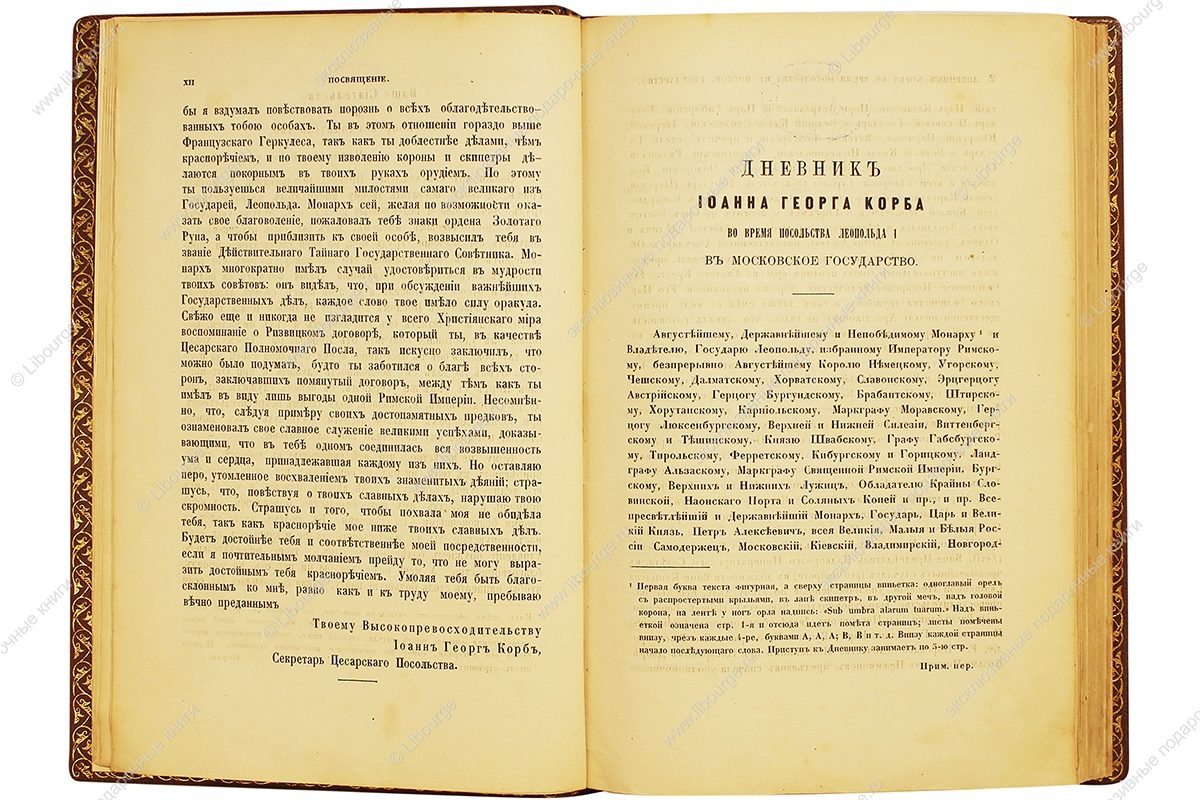 XII
ПОСВЯЩЕНІЕ.
бы я вздумалъ повѣствовать порознь о всѣхъ облагодѣтельство-
ванныхъ тобою особахъ. Ты въ этомъ отношеніи гораздо выше
Французскаго Геркулеса, такъ какъ ты доблестнѣе дѣлами, чѣмъ
краснорѣчіемъ, и по твоему изволенію короны и скипетры дѣ-
лаются покорнымъ въ твоихъ рукахъ орудіемъ. По этому
ты пользуешься величайшими милостями самаго великаго изъ
Государей, Леопольда. Монархъ сей, желая по возможности ока-
зать свое благоволеніе, пожаловалъ тебѣ знаки ордена Золотаго
Руна, а чтобы приблизить къ своей особѣ, возвысилъ тебя въ
званіе Дѣйствительнаго Тайнаго Государственнаго Совѣтника. Мо-
нархъ многократно имѣлъ случай удостовѣриться въ мудрости
твоихъ совѣтовъ: онъ видѣлъ, что, при обсужденіи важнѣйшихъ
Государственныхъ дѣлъ, каждое слово твое имѣло силу оракула.
Свѣжо еще и никогда не изгладится у всего Христіянскаго міра
воспоминаніе о Ризвицкомъ договорѣ, который ты, въ качествѣ
Цесарскаго Полномочнаго Посла, такъ искусно заключилъ, что
можно было подумать, будто ты заботился о благѣ всѣхъ сто-
ронъ, заключавшихъ помянутый договоръ, между тѣмъ какъ ты
имѣлъ въ виду лишь выгоды одной Римской Имперіи. Несомнѣн-
но, что, слѣдуя примѣру своихъ достопамятныхъ предковъ, ты
ознаменовалъ свое славное служеніе великими успѣхами, доказы-
вающими, что въ тебѣ одномъ соединилась вся возвышенность
ума и сердца, принадлежавшая каждому изъ нихъ. Но оставляю
перо, утомленное восхваленіемъ твоихъ знаменитыхъ дѣяній; стра-
шусь, что, повѣствуя о твоихъ славныхъ дѣлахъ, нарушаю твою
скромность. Страшусь и того, чтобы похвала моя не обидѣла
тебя, такъ какъ краснорѣчіе мое ниже твоихъ славныхъ дѣлъ.
Будетъ достойнѣе тебя и соотвѣтственнѣе моей посредственности,
если я почтительнымъ молчаніемъ прейду то, что не могу выра-
зить достойнымъ тебя краснорѣчіемъ. Умоляя тебя быть благо-
склоннымъ ко мнѣ, равно какъ и къ труду моему, пребываю
вѣчно преданнымъ
Твоему Высокопревосходительству
Іоаннъ Георгъ Корбъ,
Секретарь Цесарскаго Посольства.
ДНЕВНИКЪ
ІОАННА ГЕОРГА КОРБА
ВО ВРЕМЯ ПОСОЛЬСТВА ЛЕОПОЛЬДА I
ВЪ МОСКОВСКОЕ ГОСУДАРСТВО.
Августѣйшему, Державнѣйшему и Непобѣдимому Монарху ¹ и
Владѣтелю, Государю Леопольду, избранному Императору Римско-
му, безпрерывно Августѣйшему Королю Нѣмецкому, Угорскому,
Чешскому, Далматскому, Хорватскому, Славонскому, Эрцгерцогу
Австрійскому, Герцогу Бургундскому, Брабантскому, Штирско-
му, Хорутанскому, Карніольскому, Маркграфу Моравскому, Гер-
цогу Люксенбургскому, Верхней и Нижней Силезіи, Виттенберг-
скому и Тѣшинскому, Князю Швабскому, Графу Габсбургско-
му, Тирольскому, Ферретскому, Кибургскому и Горицкому, Ланд-
графу Альзаскому, Маркграфу Священной Римской Имперіи, Бург-
скому, Верхнихъ и Нижнихъ Лужицъ, Обладателю Крайны Сло-
винской, Наонскаго Порта и Соляныхъ Копей и пр., и пр. Все-
пресвѣтлѣйшій и Державнѣйшій Монархъ, Государь, Царь и Вели-
кій Князь, Петръ Алексѣевичъ, всея Великія, Малыя и Бѣлыя Рос-
сіи Самодержецъ, Московскій, Кіевскій, Владимирскій, Новгород-
¹ Первая буква текста фигурная, а сверху страницы виньетка: одноглавый орелъ
съ распростертыми крыльями, въ лапѣ скипетръ, въ другой мечъ, надъ головой
корона, на лентѣ у ногъ орла надпись: «Sub umbra alarum tuarum.» Надъ винь-
еткой означена стр. 1-я и отсюда идетъ помѣта страницъ; листы помѣчены
внизу, чрезъ каждые 4-ре, буквами А, А, А; В, В и т. д. Внизу каждой страницы
начало послѣдующаго слова. Приступъ къ Дневнику занимаетъ по 5-ю стр.
Прим. пер.
© Libourge
www.libourge.ru
эксклюзивные подарочные книги